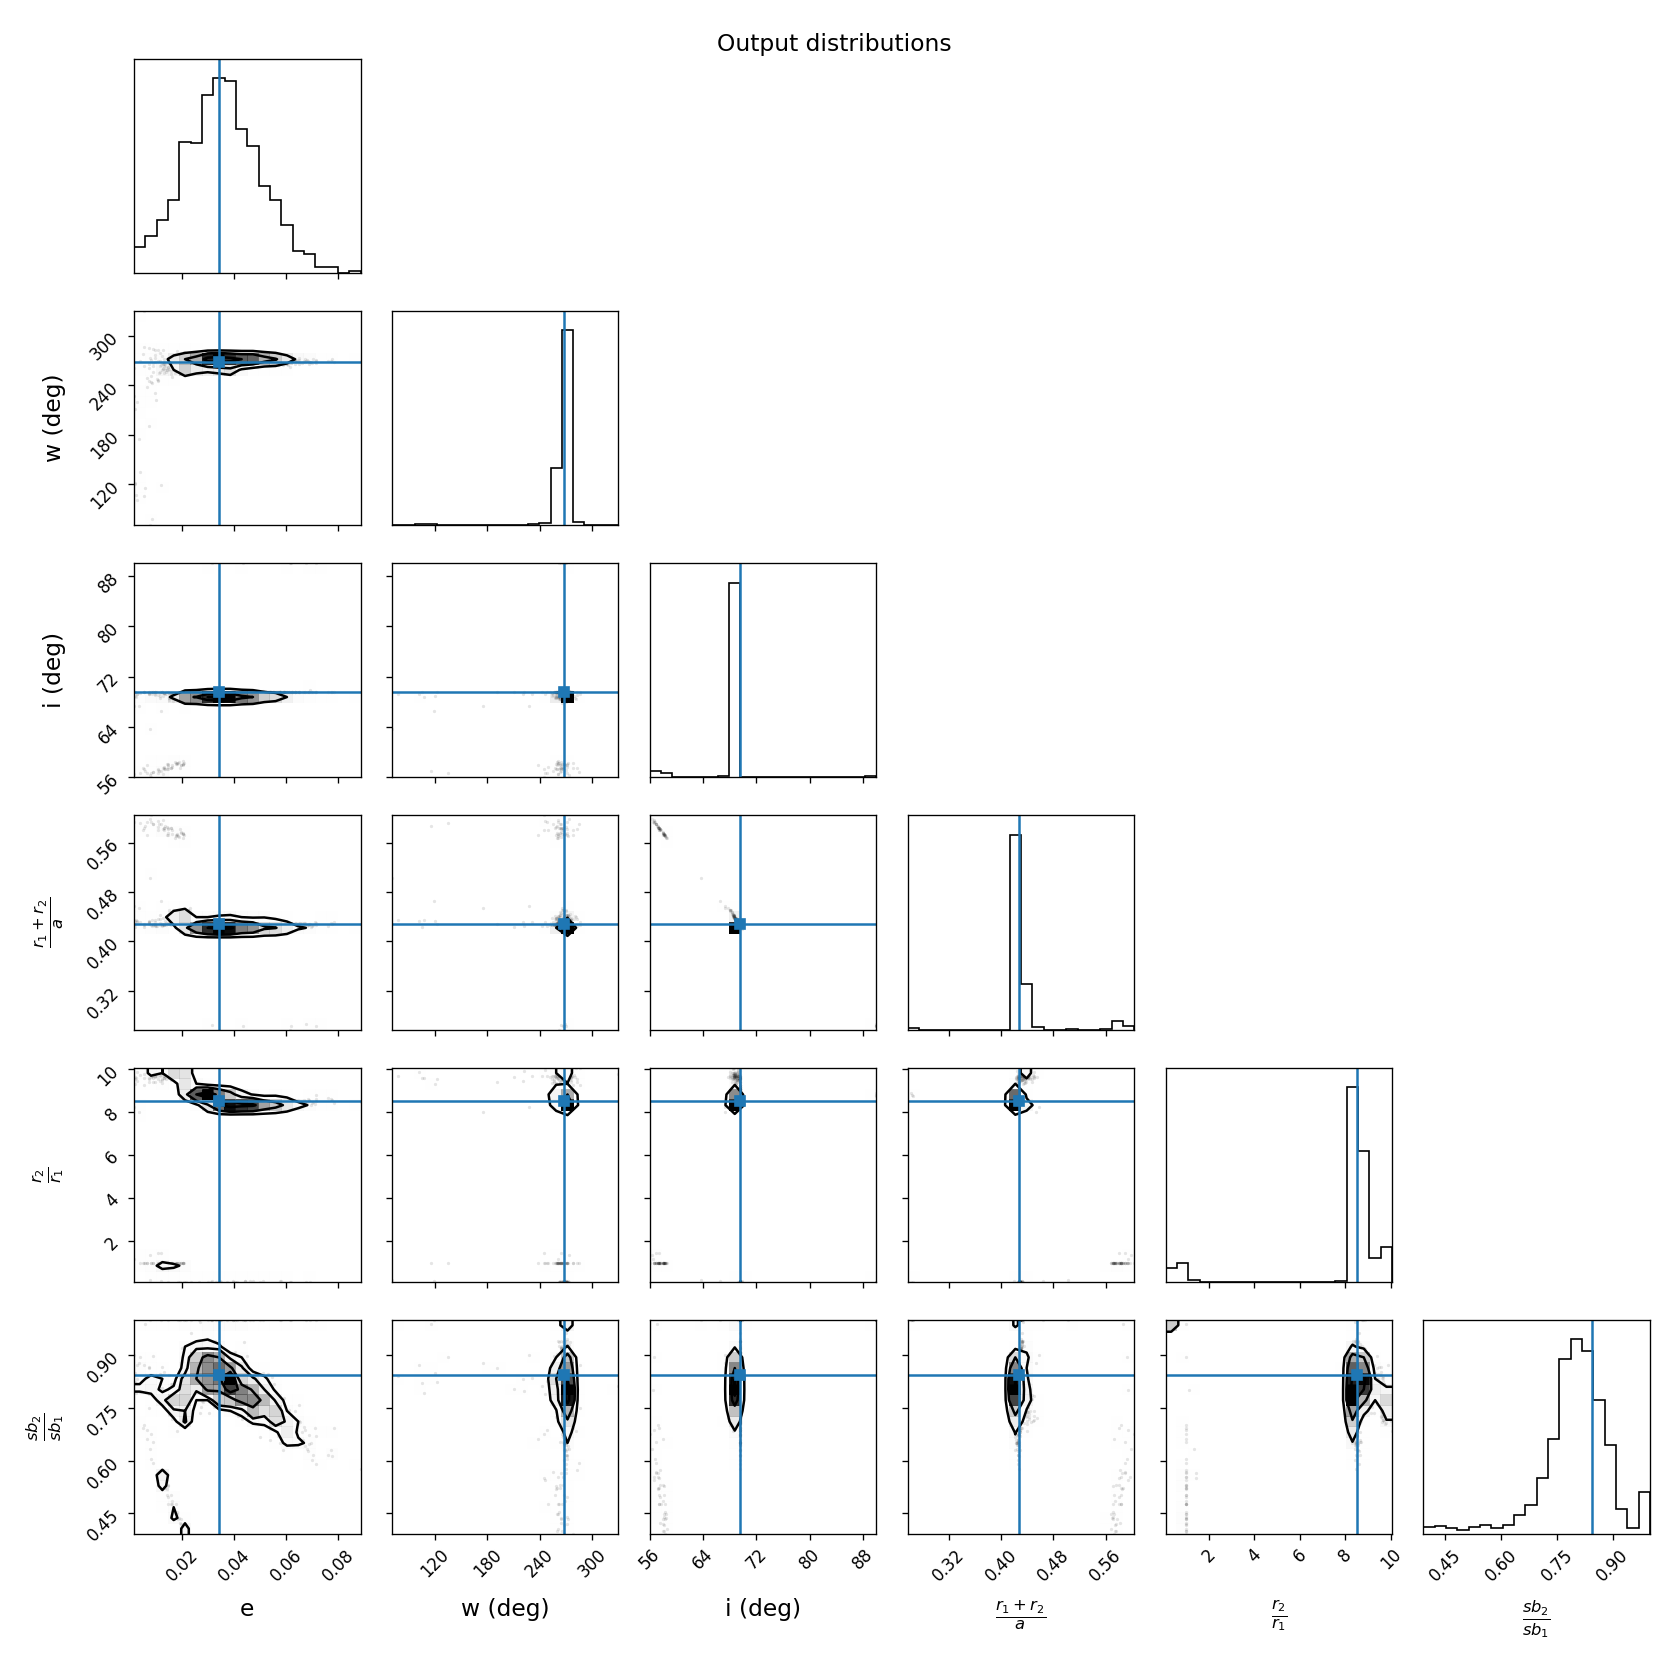 Output distributions
w (deg)
300
240
180
120
i (deg)
88
80
72
64
56
r1 + r2
a
0.56
0.48
0.40
0.32
r2
r1
10
8
6
4
2
sb2
sb1
0.90
0.75
0.60
0.45
0.02 0.04 0.06 0.08 120 180 240 300 56 64 72 80 88 0.32 0.40 0.48 0.56 2 4 6 8 10 0.45 0.60 0.75 0.90
e w (deg) i (deg) r1 + r2 r2 sb2
a r1 sb1